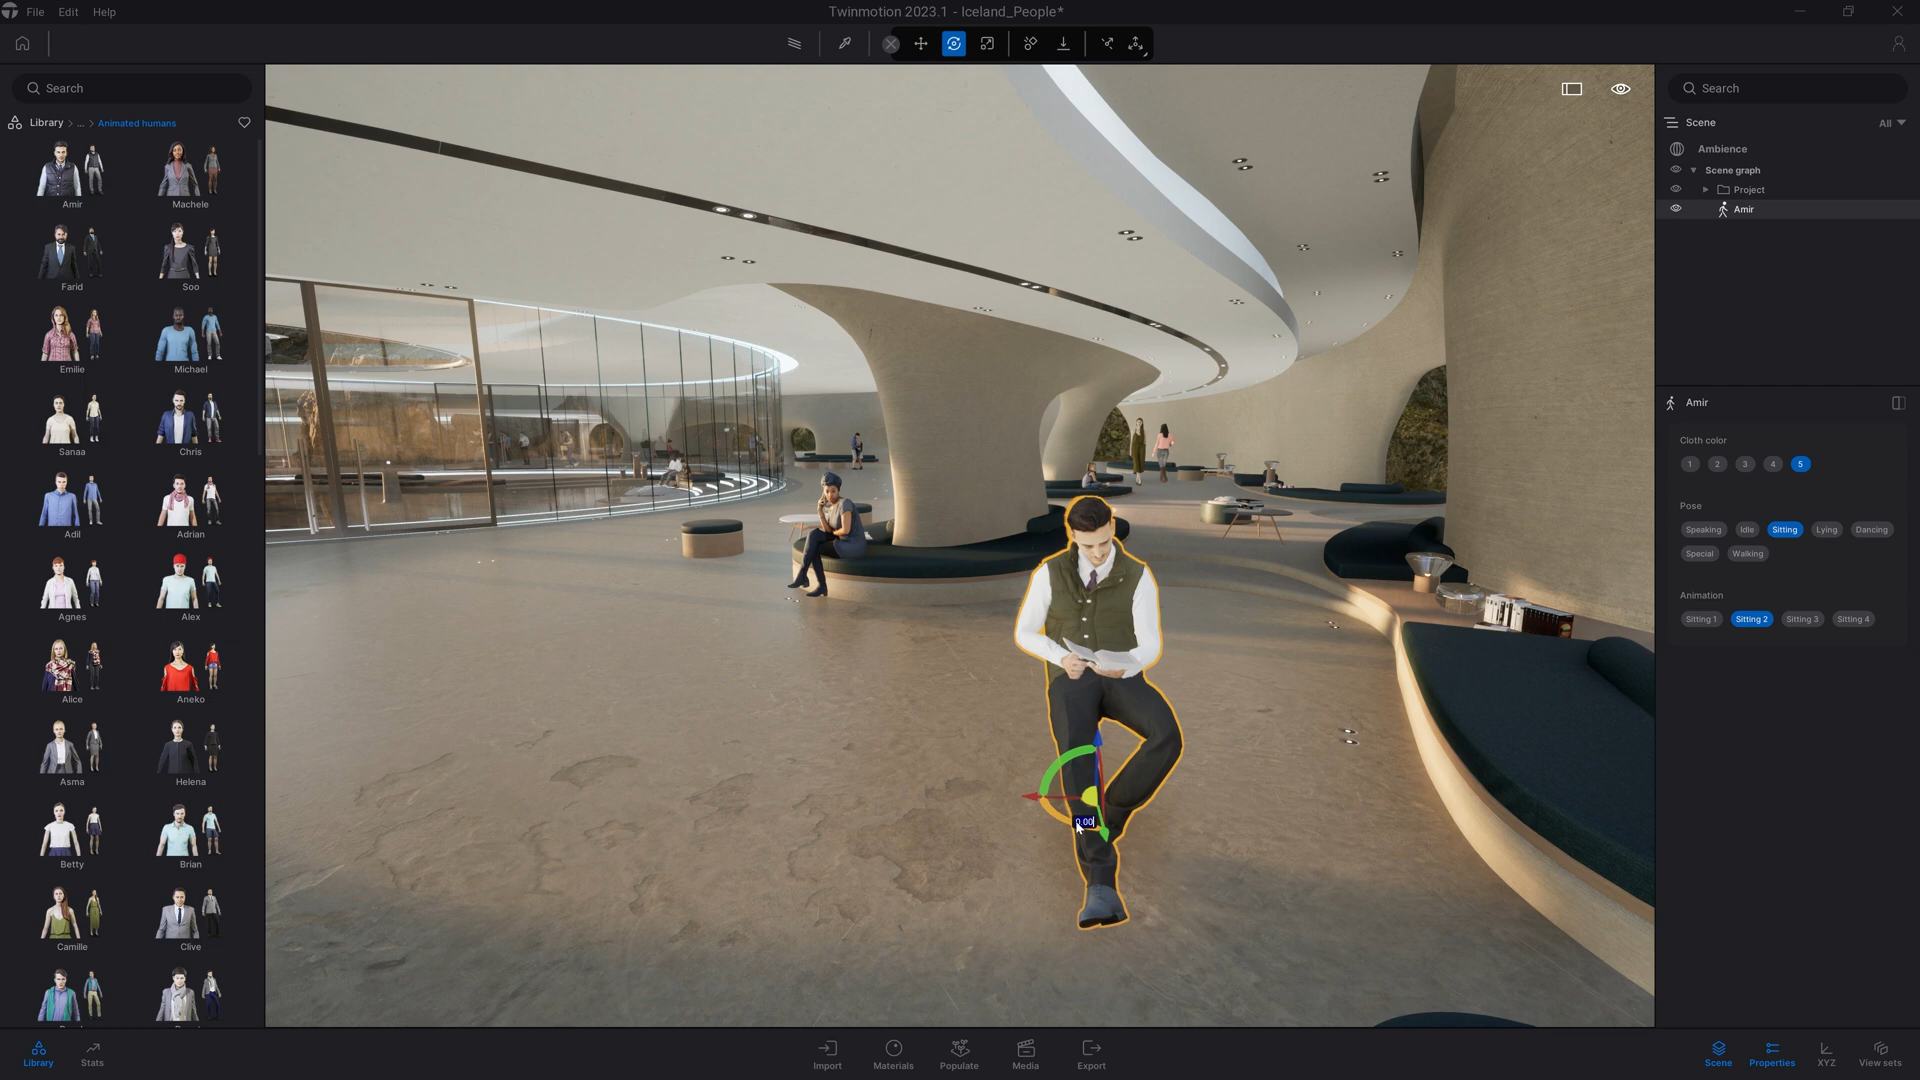 File Edit Help
Twinmotion 2023.1 - Iceland_People*
Search
Library > ... > Animated humans
Amir Machele
Farid Soo
Emilie Michael
Sanaa Chris
Adil Adrian
Agnes Alex
Alice Aneko
Asma Helena
Betty Brian
Camille Clive
0.00
Search
Scene All
Ambience
Scene graph
Project
Amir
Amir
Cloth color
1 2 3 4 5
Pose
Speaking Idle Sitting Lying Dancing
Special Walking
Animation
Sitting 1 Sitting 2 Sitting 3 Sitting 4
Library Stats Import Materials Populate Media Export Scene Properties XYZ View sets